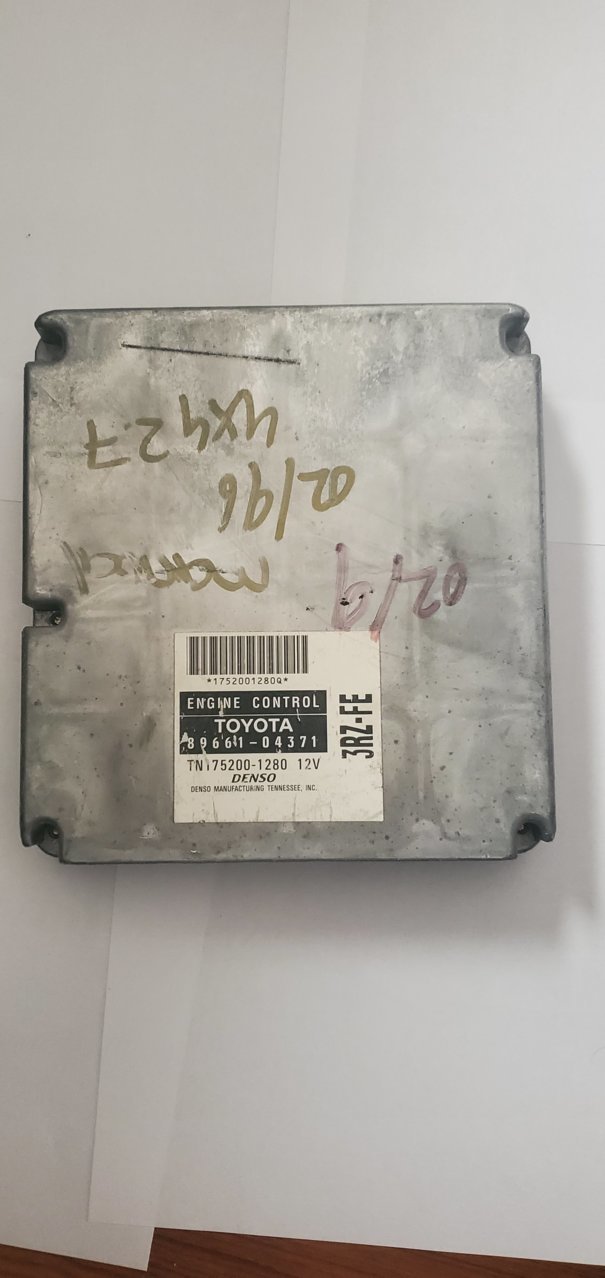 4X4 2.7
02/96
manual
02/9
*1752001280Q*
ENGINE CONTROL
TOYOTA
89661-04371
TN175200-1280 12V
DENSO
DENSO MANUFACTURING TENNESSEE, INC.
3RZ-FE